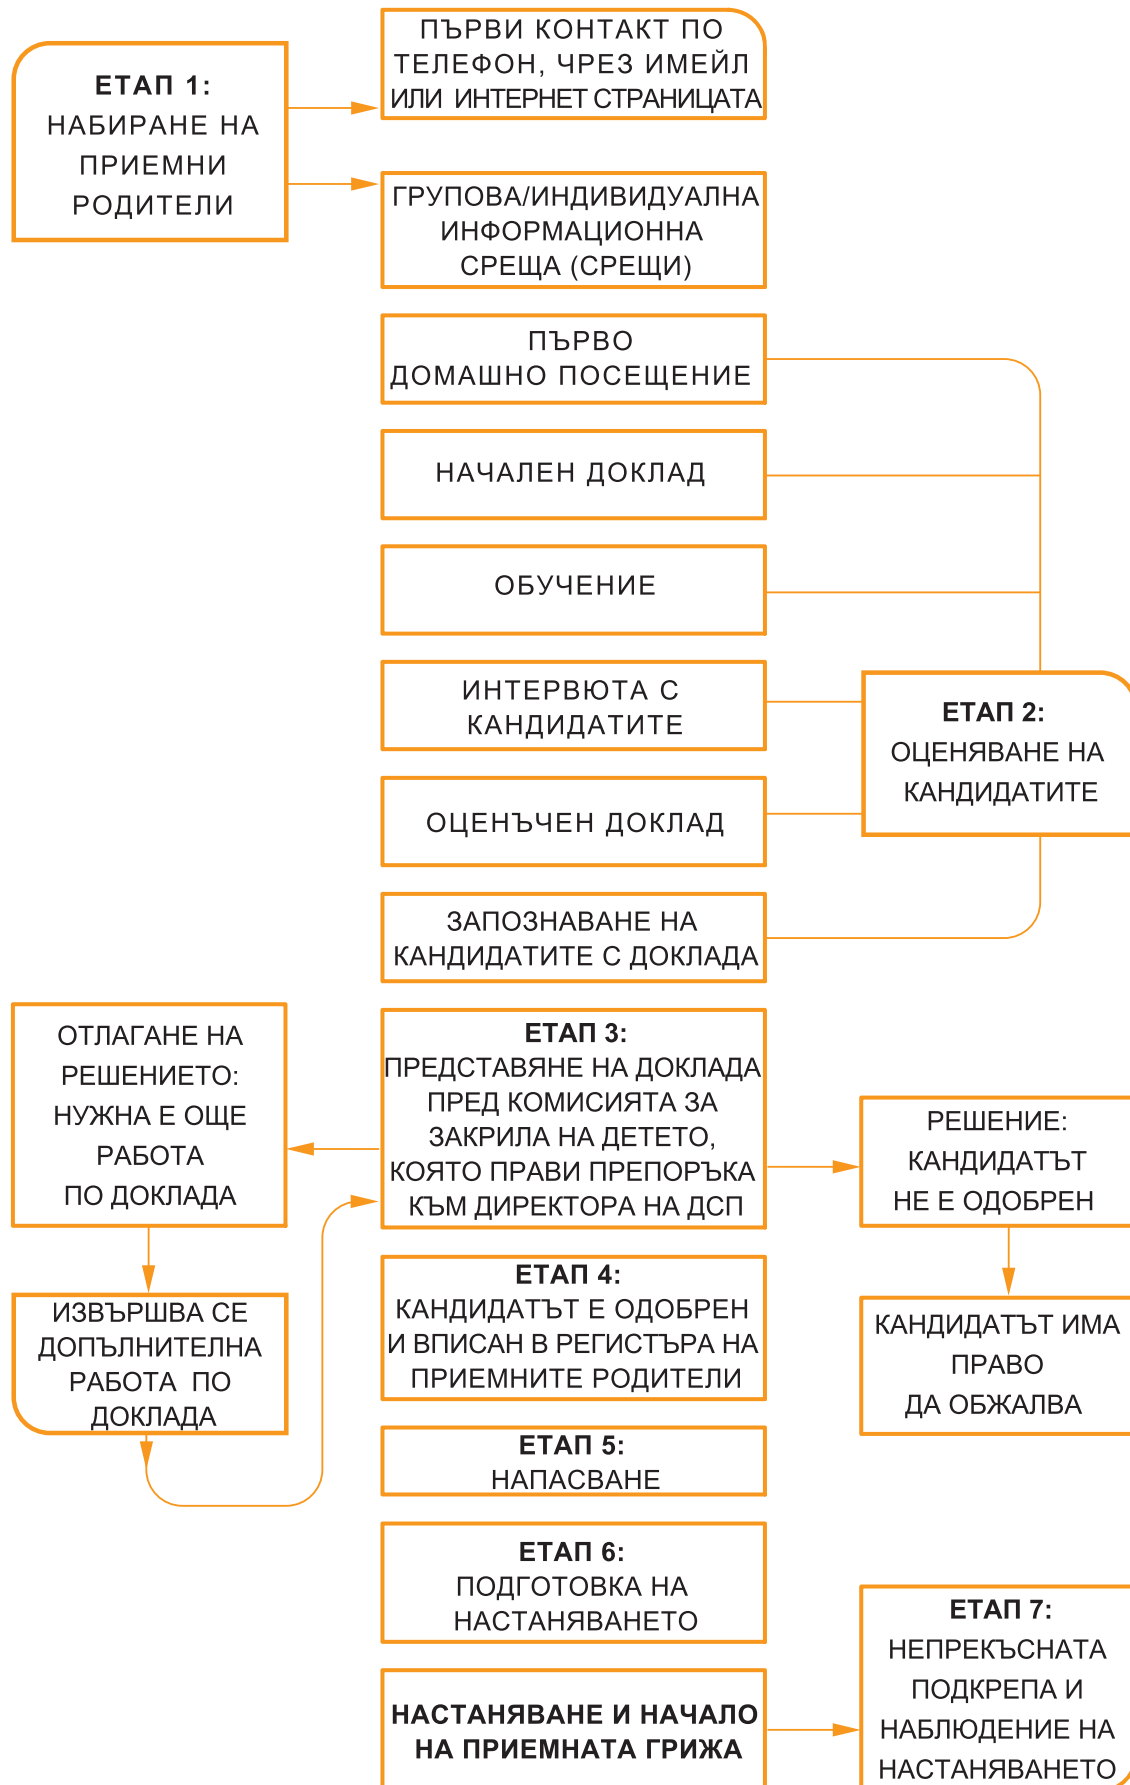 ЕТАП 1:
НАБИРАНЕ НА
ПРИЕМНИ
РОДИТЕЛИ
ПЪРВИ КОНТАКТ ПО
ТЕЛЕФОН, ЧРЕЗ ИМЕЙЛ
ИЛИ ИНТЕРНЕТ СТРАНИЦАТА
ГРУПОВА/ИНДИВИДУАЛНА
ИНФОРМАЦИОННА
СРЕЩА (СРЕЩИ)
ПЪРВО
ДОМАШНО ПОСЕЩЕНИЕ
НАЧАЛЕН ДОКЛАД
ОБУЧЕНИЕ
ИНТЕРВЮТА С
КАНДИДАТИТЕ
ОЦЕНЪЧЕН ДОКЛАД
ЗАПОЗНАВАНЕ НА
КАНДИДАТИТЕ С ДОКЛАДА
ЕТАП 2:
ОЦЕНЯВАНЕ НА
КАНДИДАТИТЕ
ЕТАП 3:
ПРЕДСТАВЯНЕ НА ДОКЛАДА
ПРЕД КОМИСИЯТА ЗА
ЗАКРИЛА НА ДЕТЕТО,
КОЯТО ПРАВИ ПРЕПОРЪКА
КЪМ ДИРЕКТОРА НА ДСП
ОТЛАГАНЕ НА
РЕШЕНИЕТО:
НУЖНА Е ОЩЕ
РАБОТА
ПО ДОКЛАДА
ИЗВЪРШВА СЕ
ДОПЪЛНИТЕЛНА
РАБОТА ПО
ДОКЛАДА
РЕШЕНИЕ:
КАНДИДАТЪТ
НЕ Е ОДОБРЕН
КАНДИДАТЪТ ИМА
ПРАВО
ДА ОБЖАЛВА
ЕТАП 4:
КАНДИДАТЪТ Е ОДОБРЕН
И ВПИСАН В РЕГИСТЪРА НА
ПРИЕМНИТЕ РОДИТЕЛИ
ЕТАП 5:
НАПАСВАНЕ
ЕТАП 6:
ПОДГОТОВКА НА
НАСТАНЯВАНЕТО
НАСТАНЯВАНЕ И НАЧАЛО
НА ПРИЕМНАТА ГРИЖА
ЕТАП 7:
НЕПРЕКЪСНАТА
ПОДКРЕПА И
НАБЛЮДЕНИЕ НА
НАСТАНЯВАНЕТО